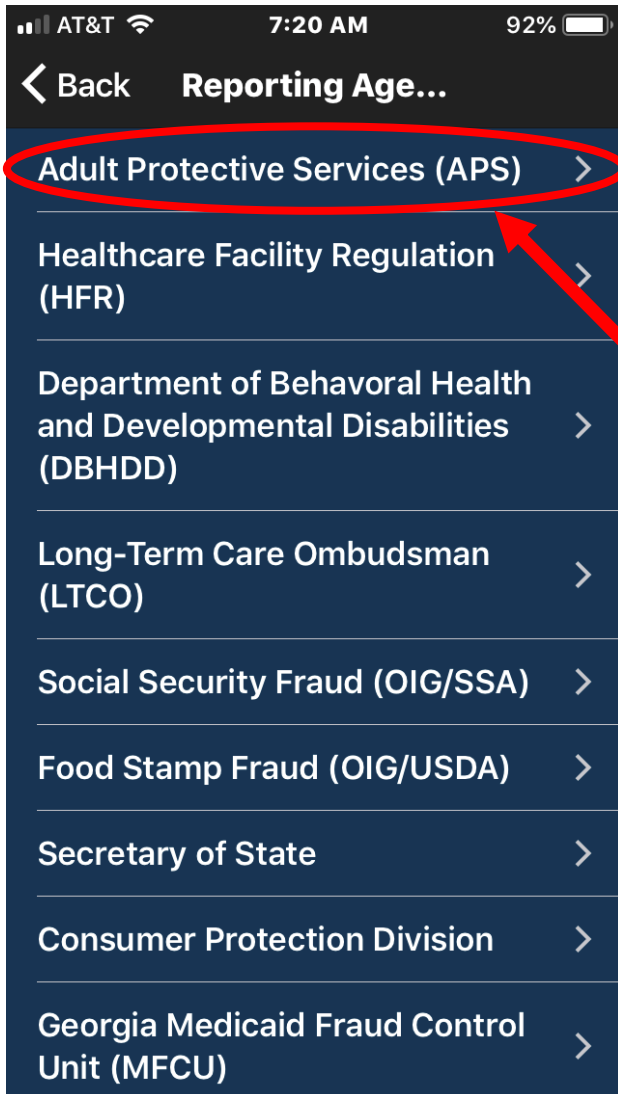 AT&T 7:20 AM 92%
Back Reporting Age...
Adult Protective Services (APS)
Healthcare Facility Regulation
(HFR)
Department of Behavoral Health
and Developmental Disabilities
(DBHDD)
Long-Term Care Ombudsman
(LTCO)
Social Security Fraud (OIG/SSA)
Food Stamp Fraud (OIG/USDA)
Secretary of State
Consumer Protection Division
Georgia Medicaid Fraud Control
Unit (MFCU)